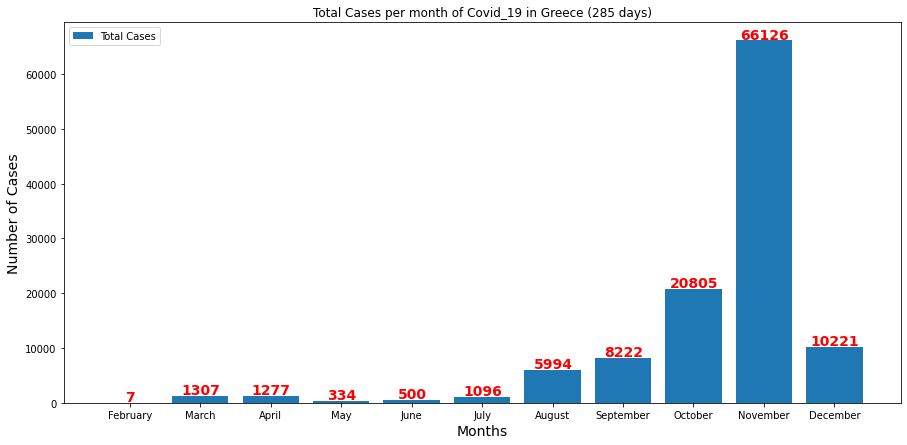 Total Cases per month of Covid_19 in Greece (285 days)
Total Cases
Number of Cases
60000
50000
40000
30000
20000
10000
0
7
1307
1277
334
500
1096
5994
8222
20805
66126
10221
February
March
April
May
June
July
August
September
October
November
December
Months